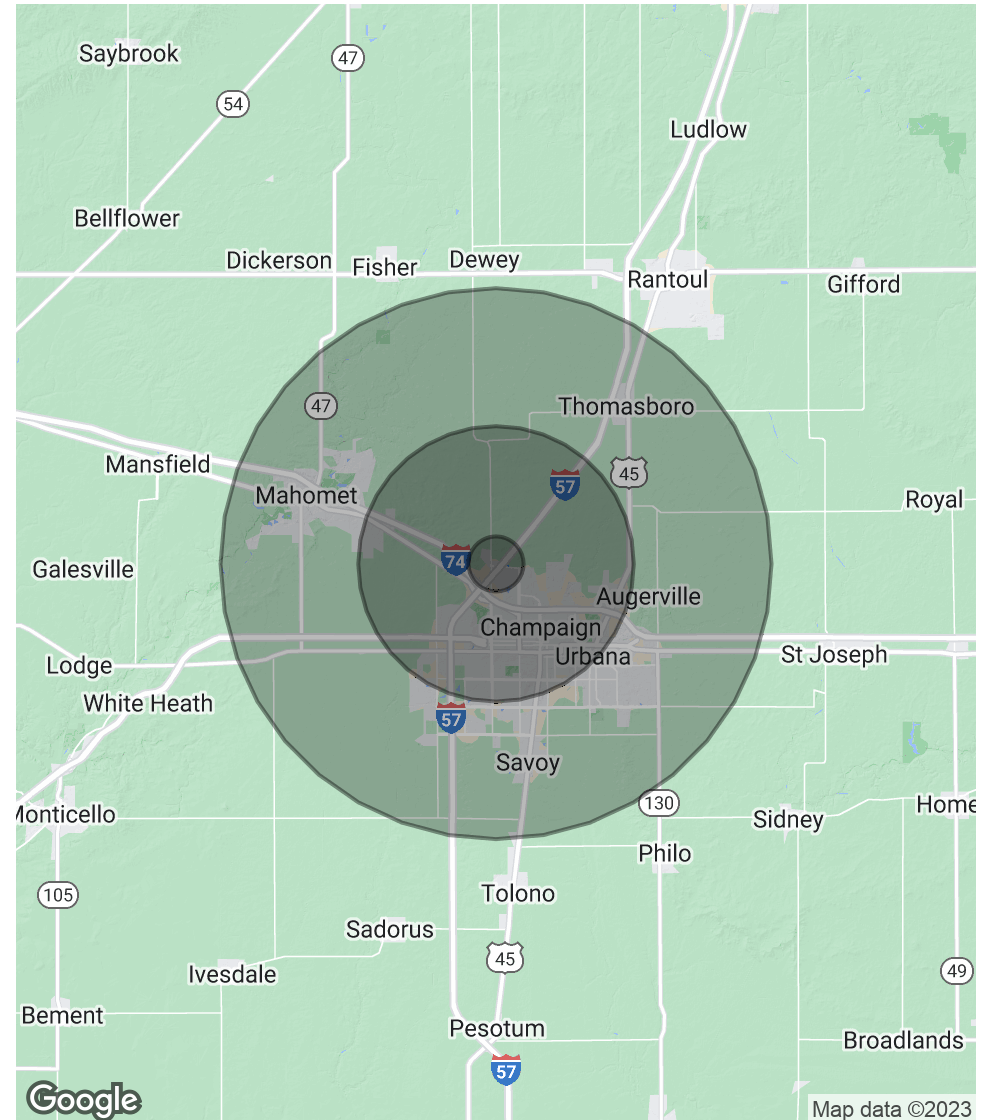 Saybrook
47
54
Ludlow
Bellflower
Dickerson
Fisher
Dewey
Rantoul
Gifford
47
Thomasboro
Mansfield
57
45
Mahomet
Royal
74
Galesville
Augerville
Champaign
Urbana
St Joseph
Lodge
White Heath
57
Savoy
130
Monticello
Sidney
Home
Philo
105
Tolono
Sadorus
45
Ivesdale
49
Bement
Pesotum
Broadlands
57
Google
Map data ©2023